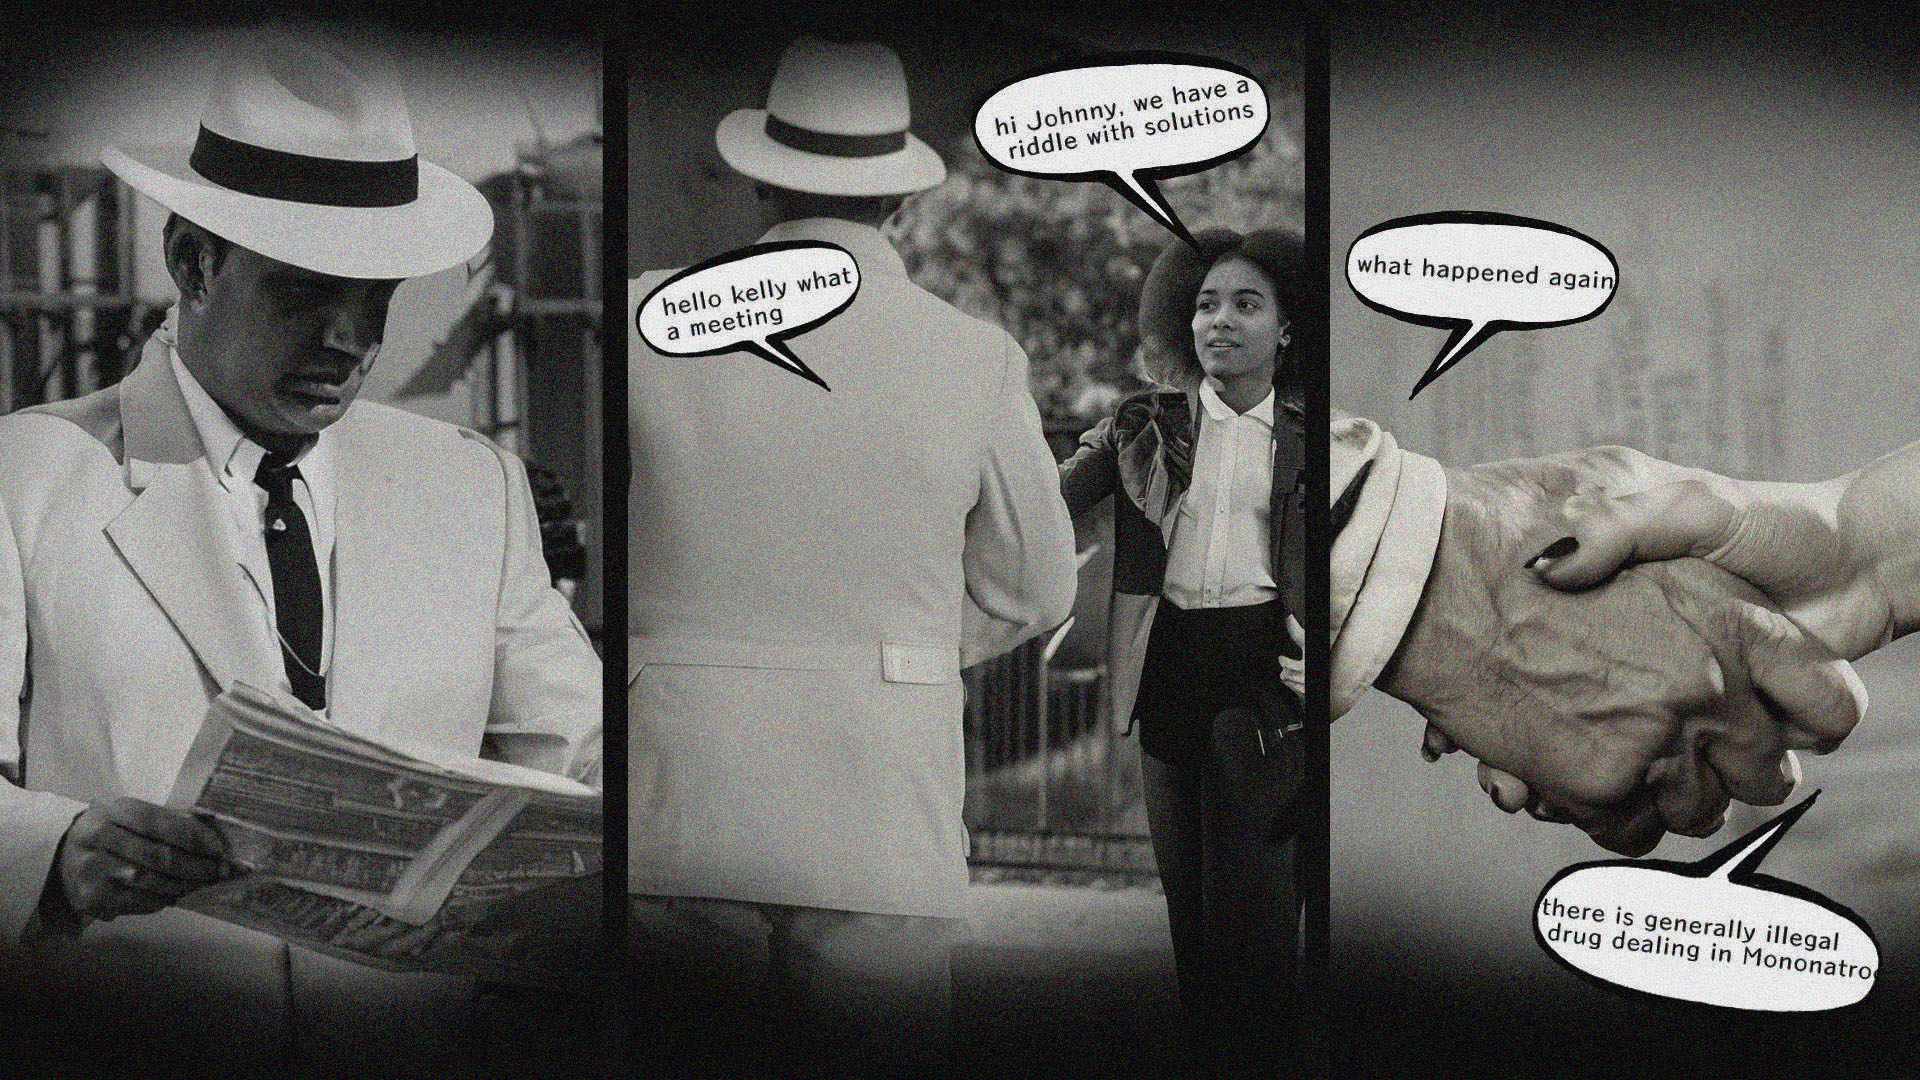 hello kelly what
a meeting
hi Johnny, we have a
riddle with solutions
what happened again
there is generally illegal
drug dealing in Mononatro